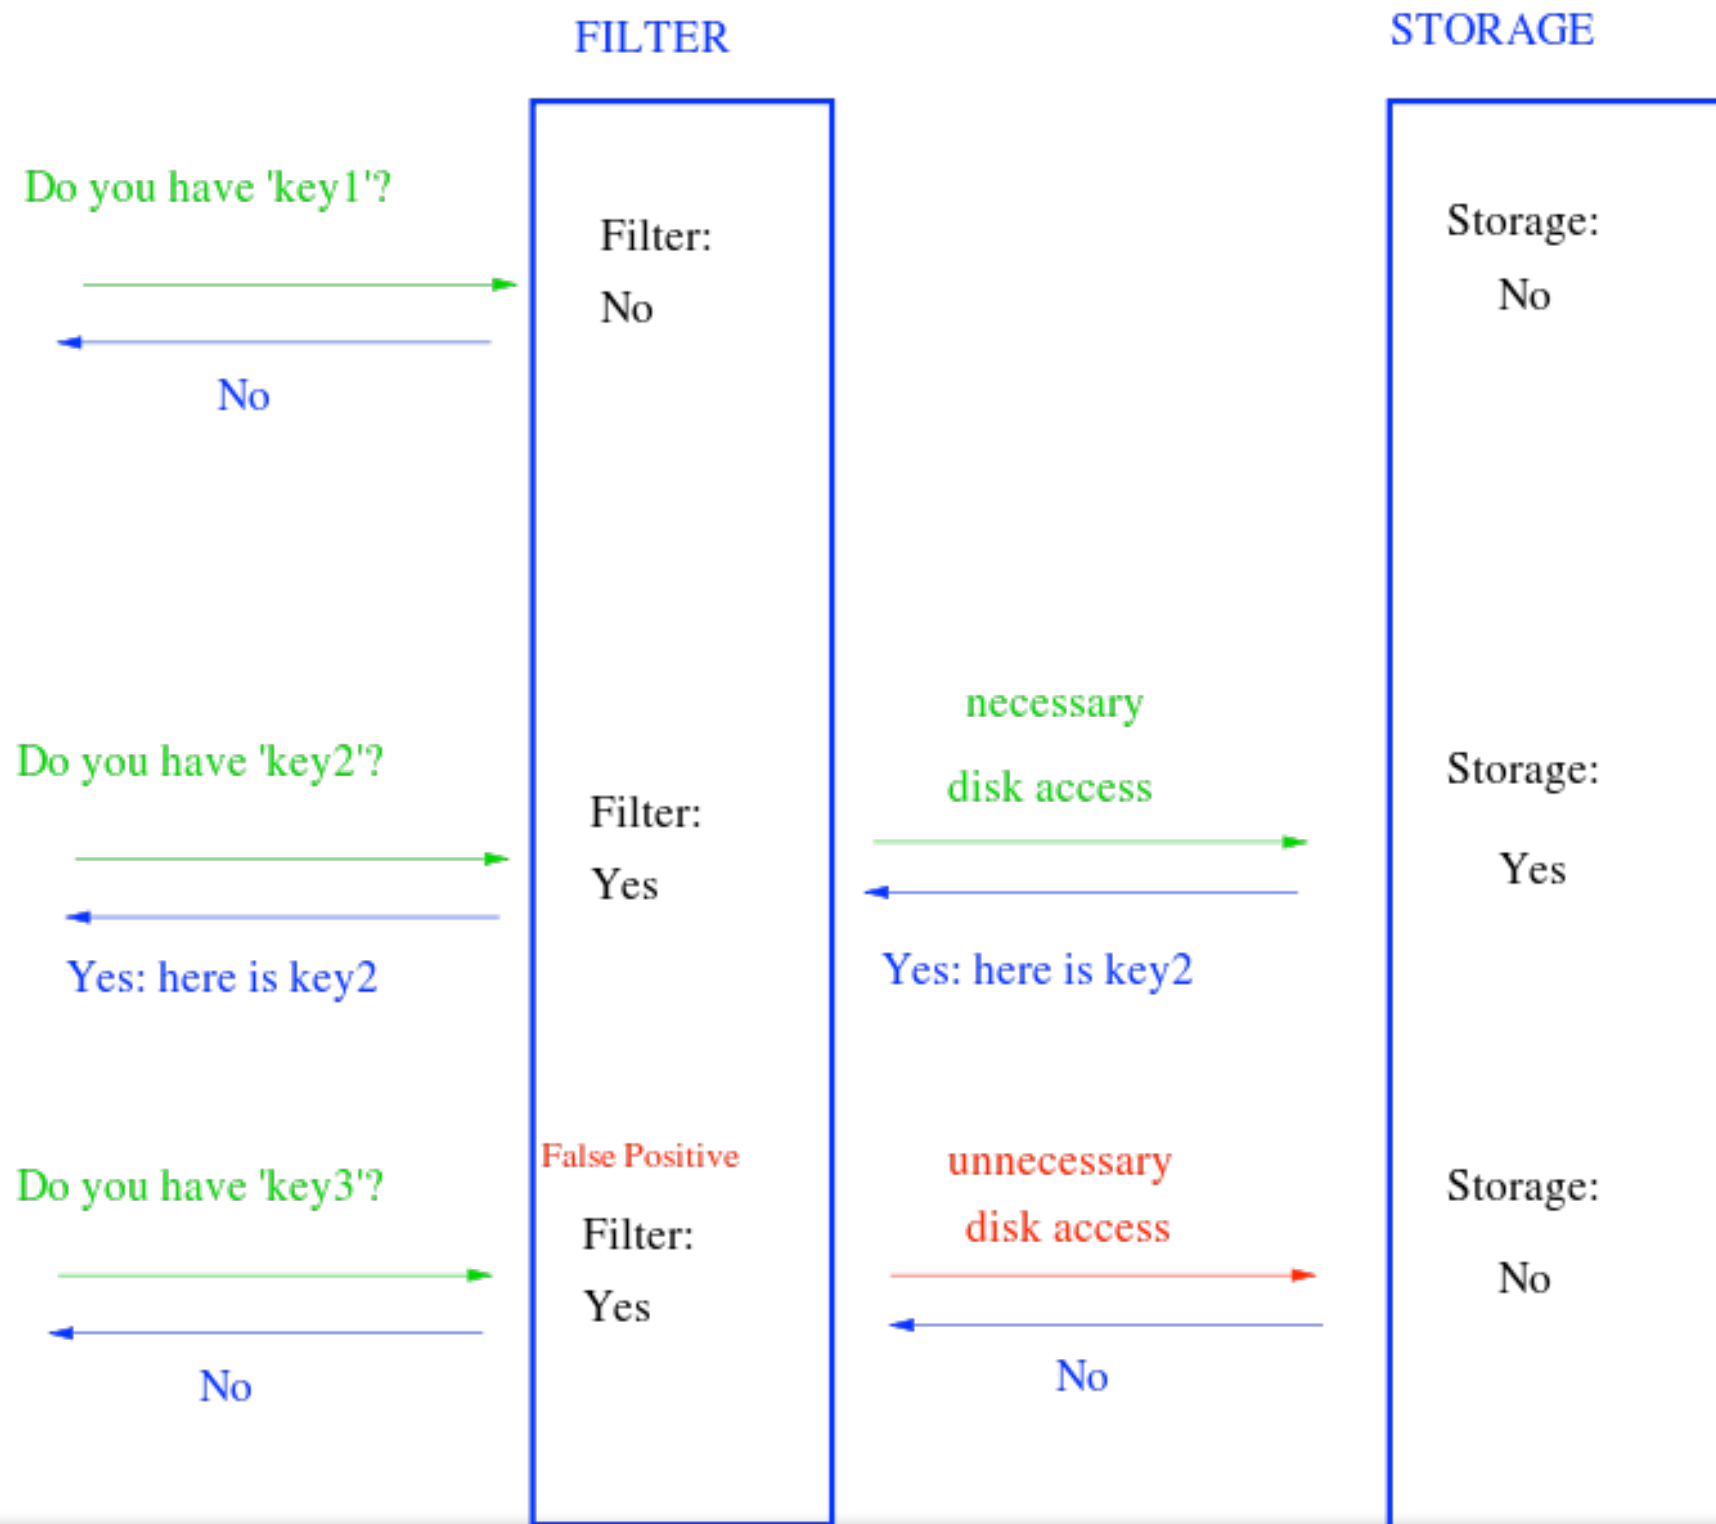 FILTER
STORAGE
Do you have 'key1'?
Filter:
No
Storage:
No
No
necessary
disk access
Do you have 'key2'?
Filter:
Yes
Storage:
Yes
Yes: here is key2
Yes: here is key2
False Positive
unnecessary
disk access
Do you have 'key3'?
Filter:
Yes
Storage:
No
No
No